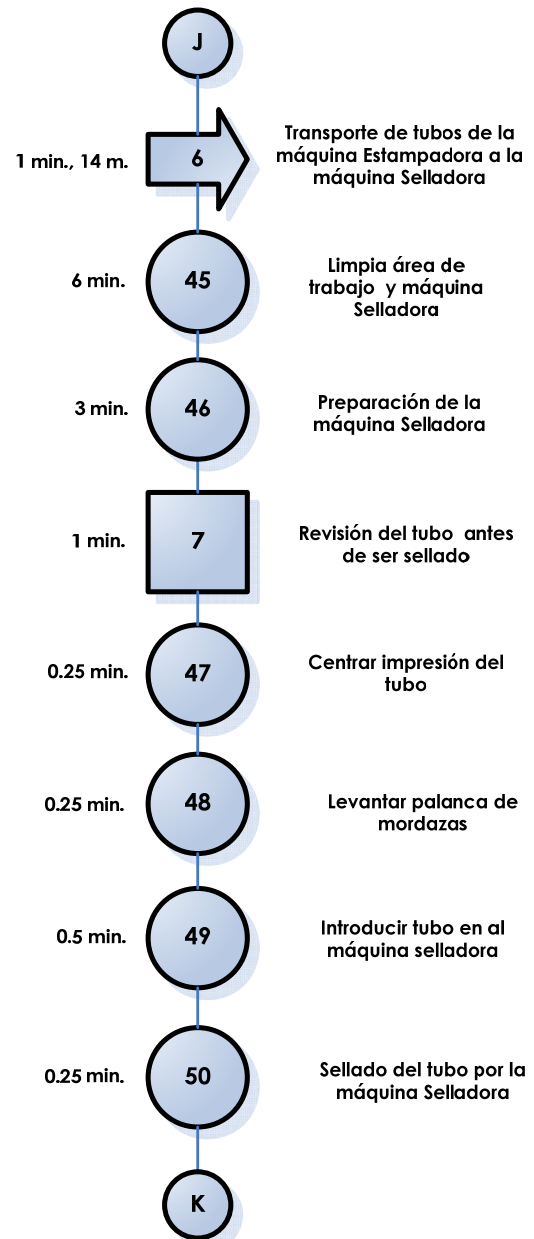 J
1 min., 14 m.
6
Transporte de tubos de la
máquina Estampadora a la
máquina Selladora
6 min.
45
Limpia área de
trabajo y máquina
Selladora
3 min.
46
Preparación de la
máquina Selladora
1 min.
7
Revisión del tubo antes
de ser sellado
0.25 min.
47
Centrar impresión del
tubo
0.25 min.
48
Levantar palanca de
mordazas
0.5 min.
49
Introducir tubo en al
máquina selladora
0.25 min.
50
Sellado del tubo por la
máquina Selladora
K